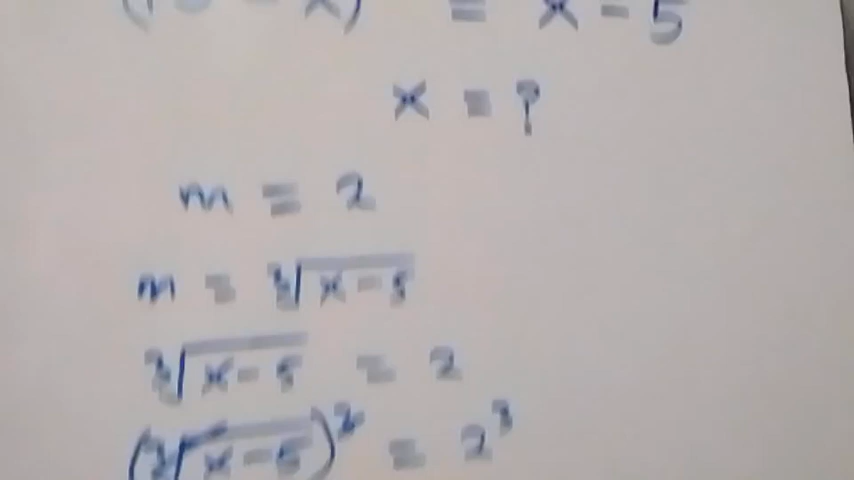 = x - 5
x = ?
m = 2
m = ∛x-5
∛x-5 = 2
(∛x-5)³ = 2³